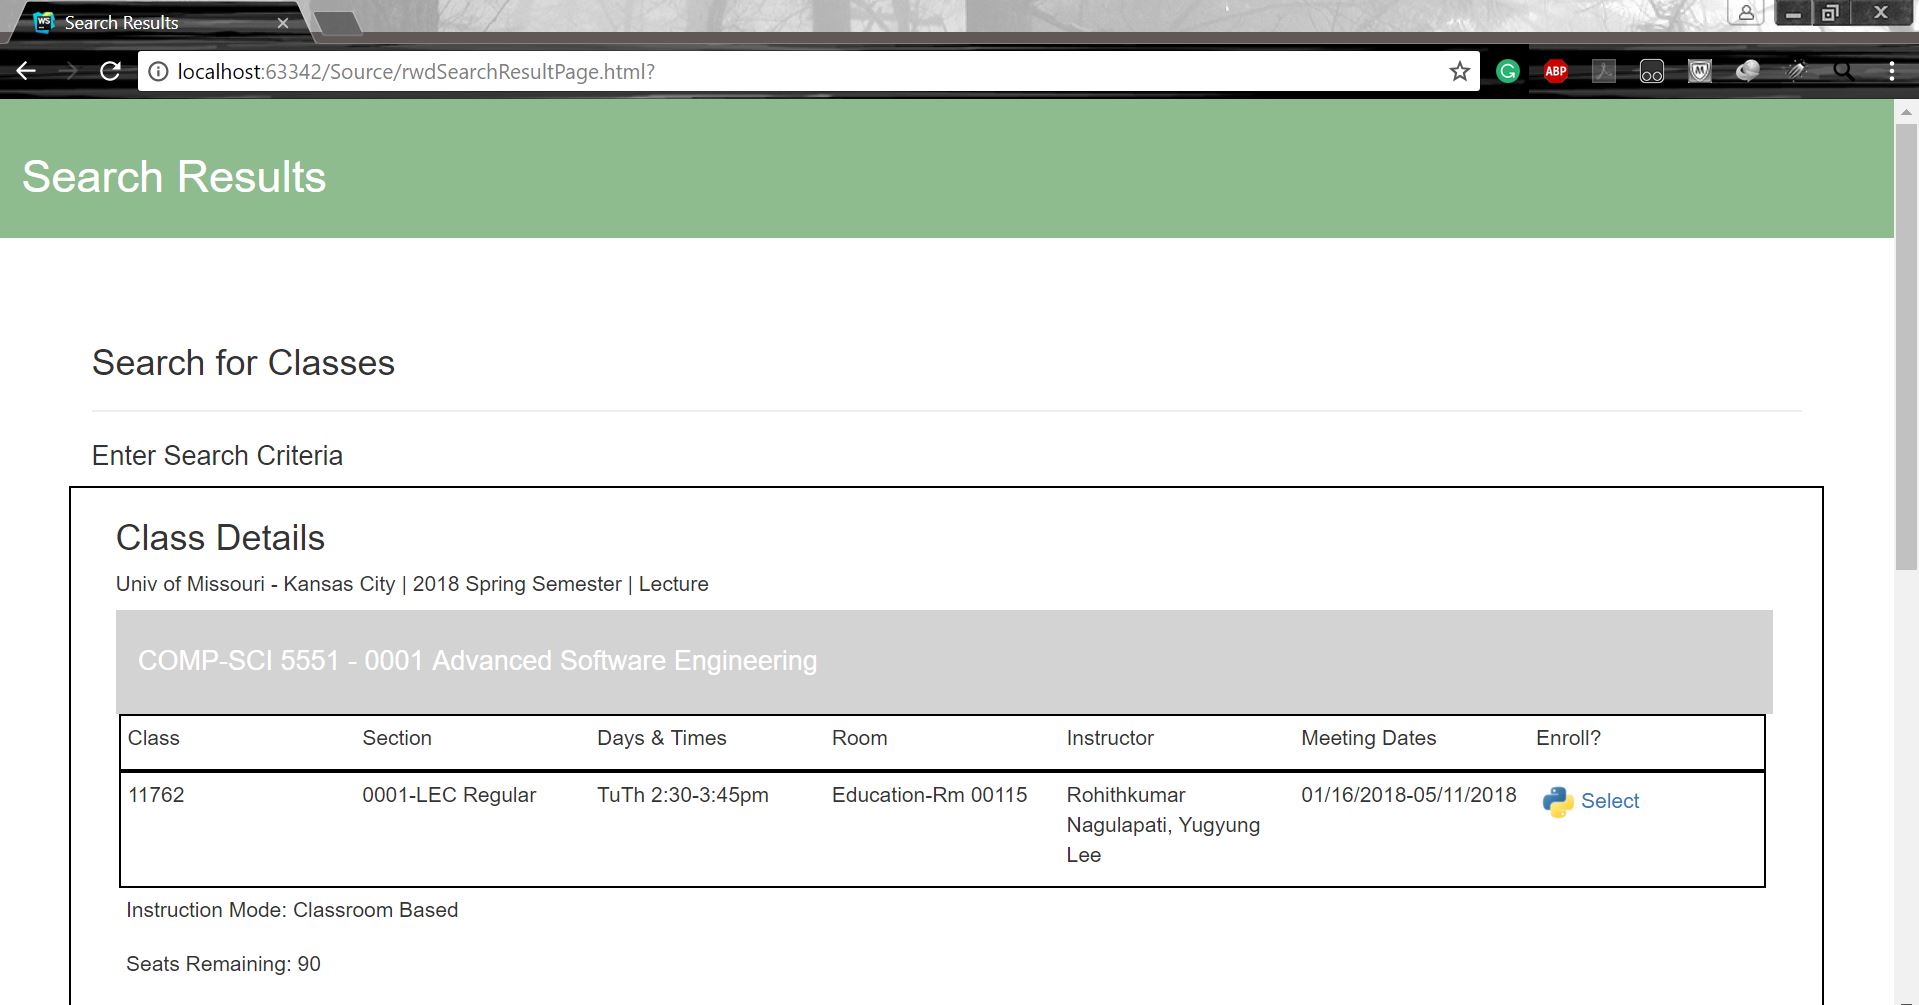 Search Results
localhost:63342/Source/rwdSearchResultPage.html?
ABP
Search Results
Search for Classes
Enter Search Criteria
Class Details
Univ of Missouri - Kansas City | 2018 Spring Semester | Lecture
COMP-SCI 5551 - 0001 Advanced Software Engineering
Class Section Days & Times Room Instructor Meeting Dates Enroll?
11762 0001-LEC Regular TuTh 2:30-3:45pm Education-Rm 00115 Rohithkumar 01/16/2018-05/11/2018 Select
Nagulapati, Yugyung
Lee
Instruction Mode: Classroom Based
Seats Remaining: 90